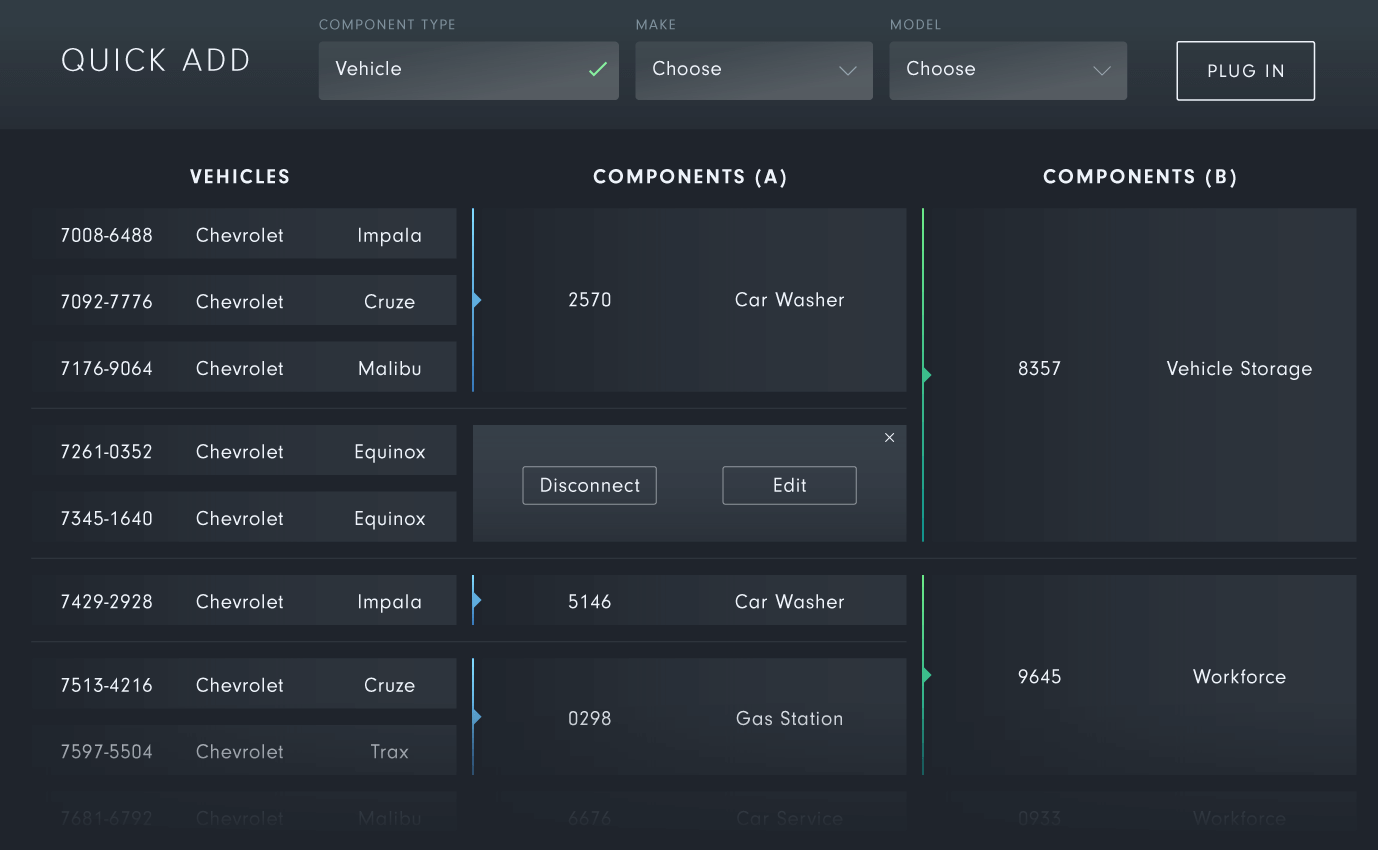 QUICK ADD
COMPONENT TYPE
Vehicle
MAKE
Choose
MODEL
Choose
PLUG IN
VEHICLES COMPONENTS (A) COMPONENTS (B)
7008-6488 Chevrolet Impala
7092-7776 Chevrolet Cruze
2570 Car Washer
7176-9064 Chevrolet Malibu
8357 Vehicle Storage
7261-0352 Chevrolet Equinox
Disconnect Edit
7345-1640 Chevrolet Equinox
7429-2928 Chevrolet Impala
5146 Car Washer
7513-4216 Chevrolet Cruze
9645 Workforce
0298 Gas Station
7597-5504 Chevrolet Trax
7681-6792 Chevrolet Malibu
6676 Car Service
0933 Workforce